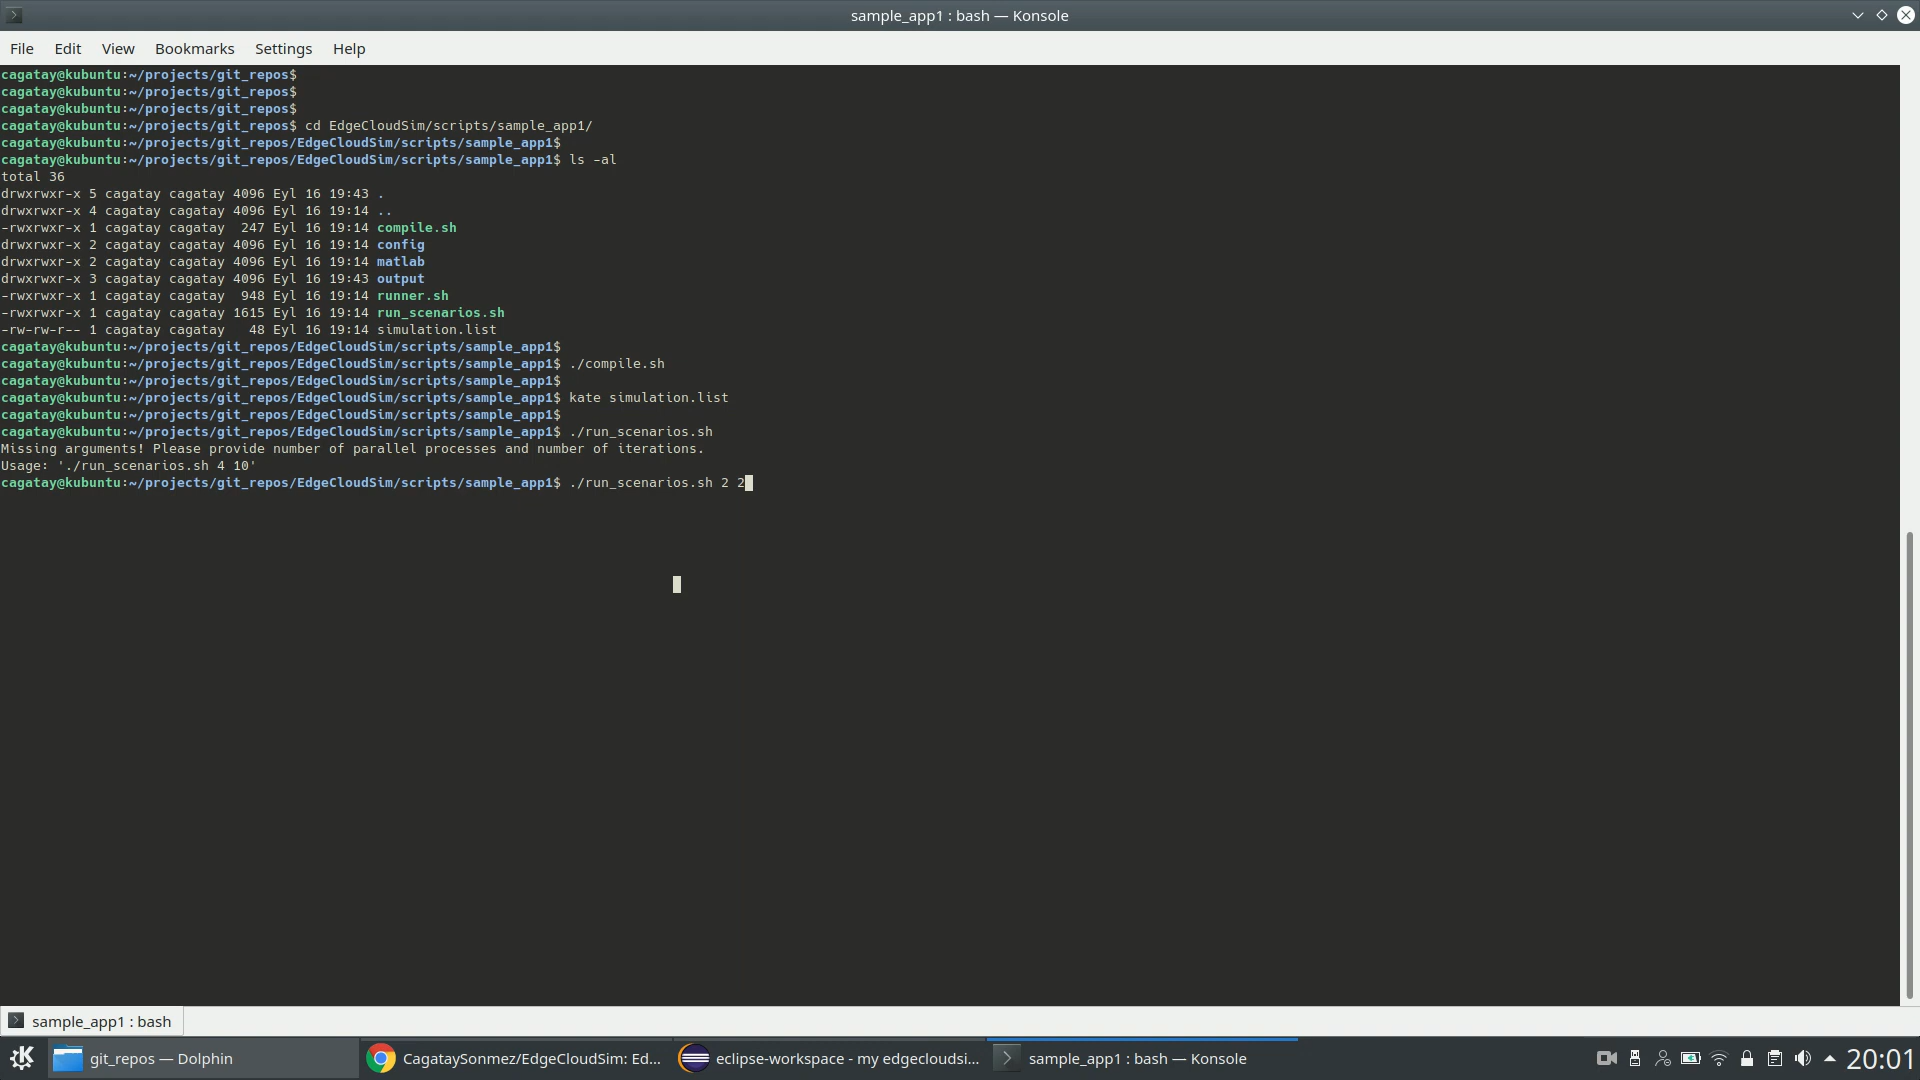 sample_app1 : bash — Konsole
File Edit View Bookmarks Settings Help
cagatay@kubuntu:~/projects/git_repos$
cagatay@kubuntu:~/projects/git_repos$
cagatay@kubuntu:~/projects/git_repos$
cagatay@kubuntu:~/projects/git_repos$ cd EdgeCloudSim/scripts/sample_app1/
cagatay@kubuntu:~/projects/git_repos/EdgeCloudSim/scripts/sample_app1$
cagatay@kubuntu:~/projects/git_repos/EdgeCloudSim/scripts/sample_app1$ ls -al
total 36
drwxrwxr-x 5 cagatay cagatay 4096 Eyl 16 19:43 .
drwxrwxr-x 4 cagatay cagatay 4096 Eyl 16 19:14 ..
-rwxrwxr-x 1 cagatay cagatay  247 Eyl 16 19:14 compile.sh
drwxrwxr-x 2 cagatay cagatay 4096 Eyl 16 19:14 config
drwxrwxr-x 2 cagatay cagatay 4096 Eyl 16 19:14 matlab
drwxrwxr-x 3 cagatay cagatay 4096 Eyl 16 19:43 output
-rwxrwxr-x 1 cagatay cagatay  948 Eyl 16 19:14 runner.sh
-rwxrwxr-x 1 cagatay cagatay 1615 Eyl 16 19:14 run_scenarios.sh
-rw-rw-r-- 1 cagatay cagatay   48 Eyl 16 19:14 simulation.list
cagatay@kubuntu:~/projects/git_repos/EdgeCloudSim/scripts/sample_app1$
cagatay@kubuntu:~/projects/git_repos/EdgeCloudSim/scripts/sample_app1$ ./compile.sh
cagatay@kubuntu:~/projects/git_repos/EdgeCloudSim/scripts/sample_app1$
cagatay@kubuntu:~/projects/git_repos/EdgeCloudSim/scripts/sample_app1$ kate simulation.list
cagatay@kubuntu:~/projects/git_repos/EdgeCloudSim/scripts/sample_app1$
cagatay@kubuntu:~/projects/git_repos/EdgeCloudSim/scripts/sample_app1$ ./run_scenarios.sh
Missing arguments! Please provide number of parallel processes and number of iterations.
Usage: './run_scenarios.sh 4 10'
cagatay@kubuntu:~/projects/git_repos/EdgeCloudSim/scripts/sample_app1$ ./run_scenarios.sh 2 2
sample_app1 : bash
git_repos — Dolphin
CagataySonmez/EdgeCloudSim: Ed...
eclipse-workspace - my edgecloudsi...
sample_app1 : bash — Konsole
20:01